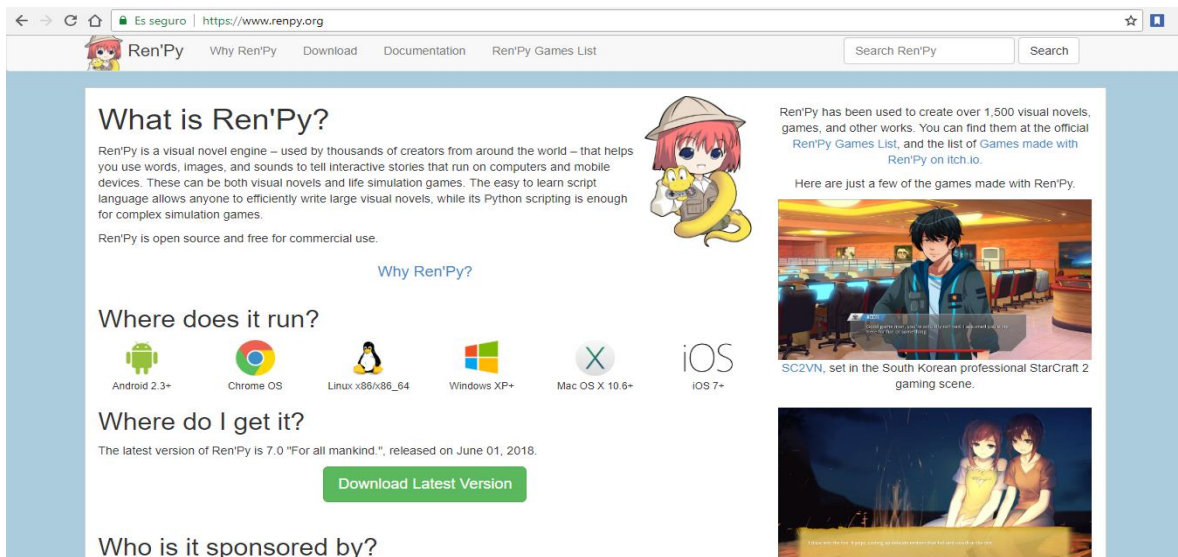 Es seguro | https://www.renpy.org
Ren'Py Why Ren'Py Download Documentation Ren'Py Games List Search Ren'Py Search
What is Ren'Py?
Ren'Py is a visual novel engine – used by thousands of creators from around the world – that helps
you use words, images, and sounds to tell interactive stories that run on computers and mobile
devices. These can be both visual novels and life simulation games. The easy to learn script
language allows anyone to efficiently write large visual novels, while its Python scripting is enough
for complex simulation games.
Ren'Py is open source and free for commercial use.
Why Ren'Py?
Where does it run?
Android 2.3+ Chrome OS Linux x86/x86_64 Windows XP+ Mac OS X 10.6+ iOS 7+
iOS
Where do I get it?
The latest version of Ren'Py is 7.0 "For all mankind.", released on June 01, 2018.
Download Latest Version
Who is it sponsored by?
Ren'Py has been used to create over 1,500 visual novels,
games, and other works. You can find them at the official
Ren'Py Games List, and the list of Games made with
Ren'Py on itch.io.
Here are just a few of the games made with Ren'Py.
SC2VN, set in the South Korean professional StarCraft 2
gaming scene.